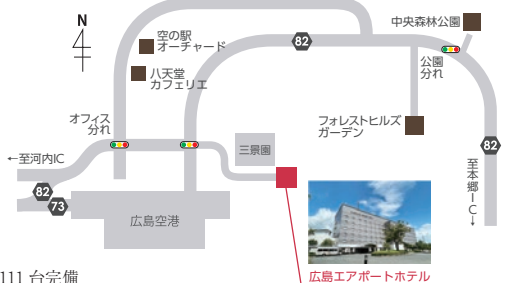 N
空の駅
オーチャード
八天堂
カフェリエ
82
中央森林公園
公園
分れ
オフィス
分れ
フォレストヒルズ
ガーデン
三景園
←至河内IC
82
73
82
至本郷IC→
広島空港
広島エアポートホテル
111 台完備